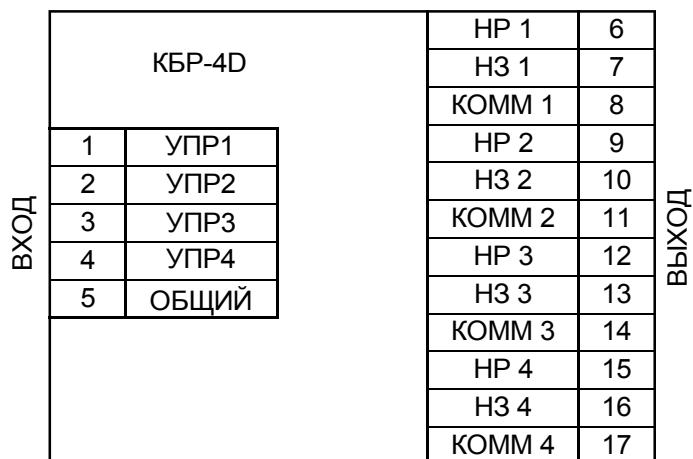 КБР-4D
ВХОД
1 УПР1
2 УПР2
3 УПР3
4 УПР4
5 ОБЩИЙ
НР 1 6
НЗ 1 7
КОММ 1 8
НР 2 9
НЗ 2 10
КОММ 2 11
НР 3 12
НЗ 3 13
КОММ 3 14
НР 4 15
НЗ 4 16
КОММ 4 17
ВЫХОД